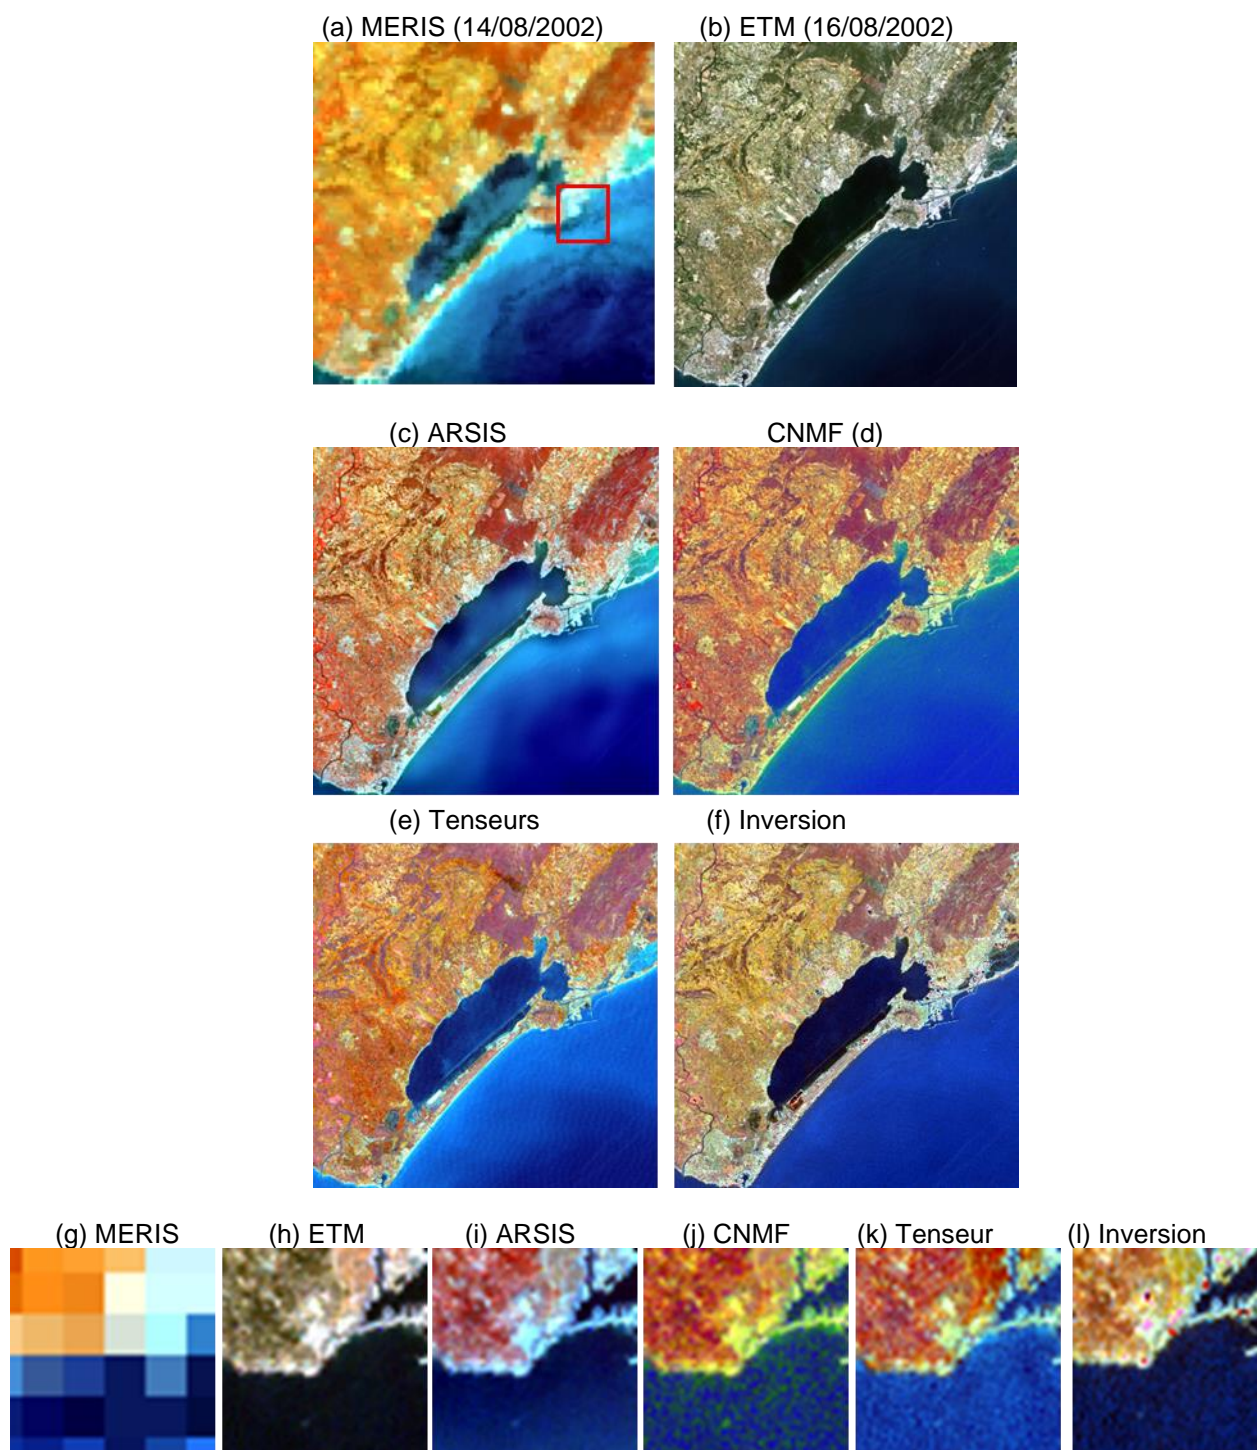 (a) MERIS (14/08/2002) (b) ETM (16/08/2002)
(c) ARSIS CNMF (d)
(e) Tenseurs (f) Inversion
(g) MERIS (h) ETM (i) ARSIS (j) CNMF (k) Tenseur (l) Inversion